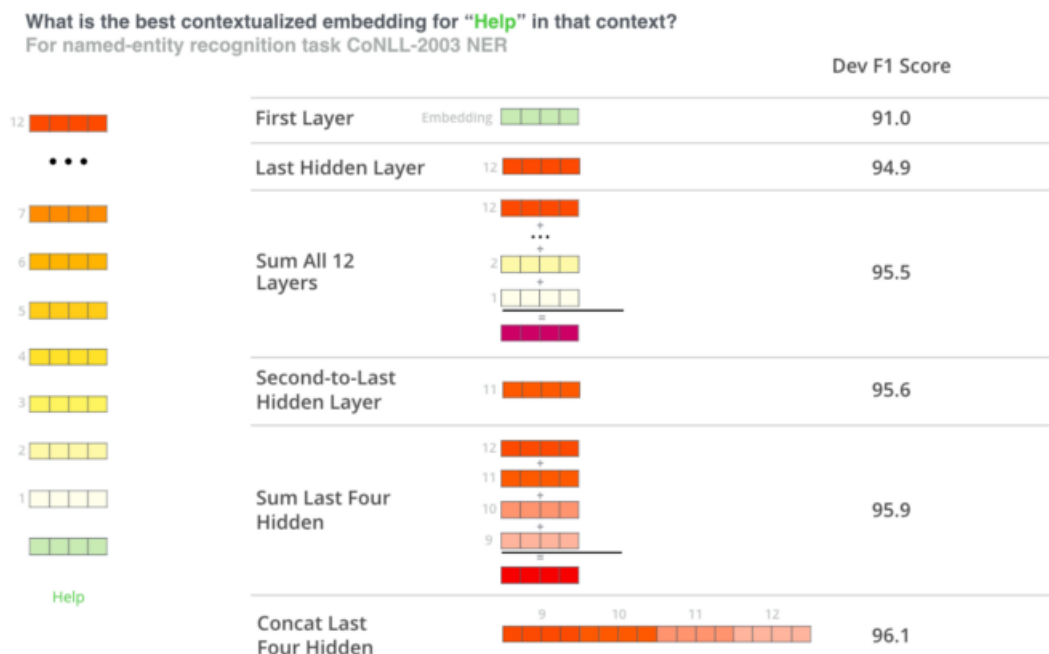 What is the best contextualized embedding for “Help” in that context?
For named-entity recognition task CoNLL-2003 NER
Dev F1 Score
12
7
6
5
4
3
2
1
Help
First Layer Embedding 91.0
Last Hidden Layer 12 94.9
12
+
...
+
2
+
1
=
Sum All 12
Layers
95.5
Second-to-Last
Hidden Layer
11
95.6
12
+
11
+
10
+
9
=
Sum Last Four
Hidden
95.9
9 10 11 12
Concat Last
Four Hidden
96.1